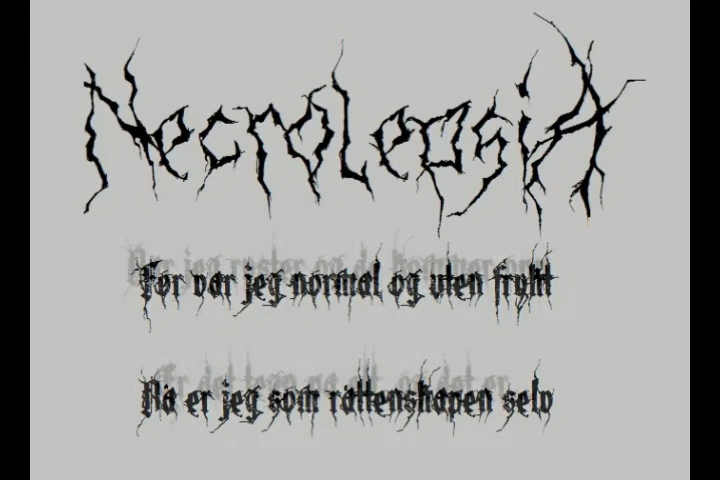 NecrolepsiA
Før var jeg normal og uten frykt
Nå er jeg som råttenskapen selv